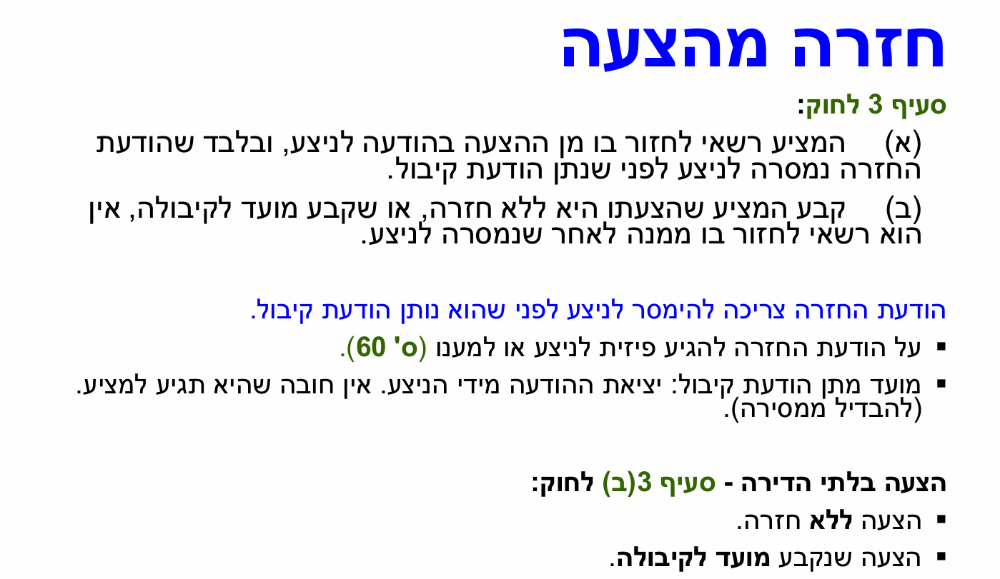 חזרה מהצעה
סעיף 3 לחוק:
(א) המציע רשאי לחזור בו מן ההצעה בהודעה לניצע, ובלבד שהודעת
החזרה נמסרה לניצע לפני שנתן הודעת קיבול.
(ב) קבע המציע שהצעתו היא ללא חזרה, או שקבע מועד לקיבולה, אין
הוא רשאי לחזור בו ממנה לאחר שנמסרה לניצע.
הודעת החזרה צריכה להימסר לניצע לפני שהוא נותן הודעת קיבול.
▪ על הודעת החזרה להגיע פיזית לניצע או למענו (ס' 60).
▪ מועד מתן הודעת קיבול: יציאת ההודעה מידי הניצע. אין חובה שהיא תגיע למציע.
(להבדיל ממסירה).
הצעה בלתי הדירה - סעיף 3(ב) לחוק:
▪ הצעה ללא חזרה.
▪ הצעה שנקבע מועד לקיבולה.